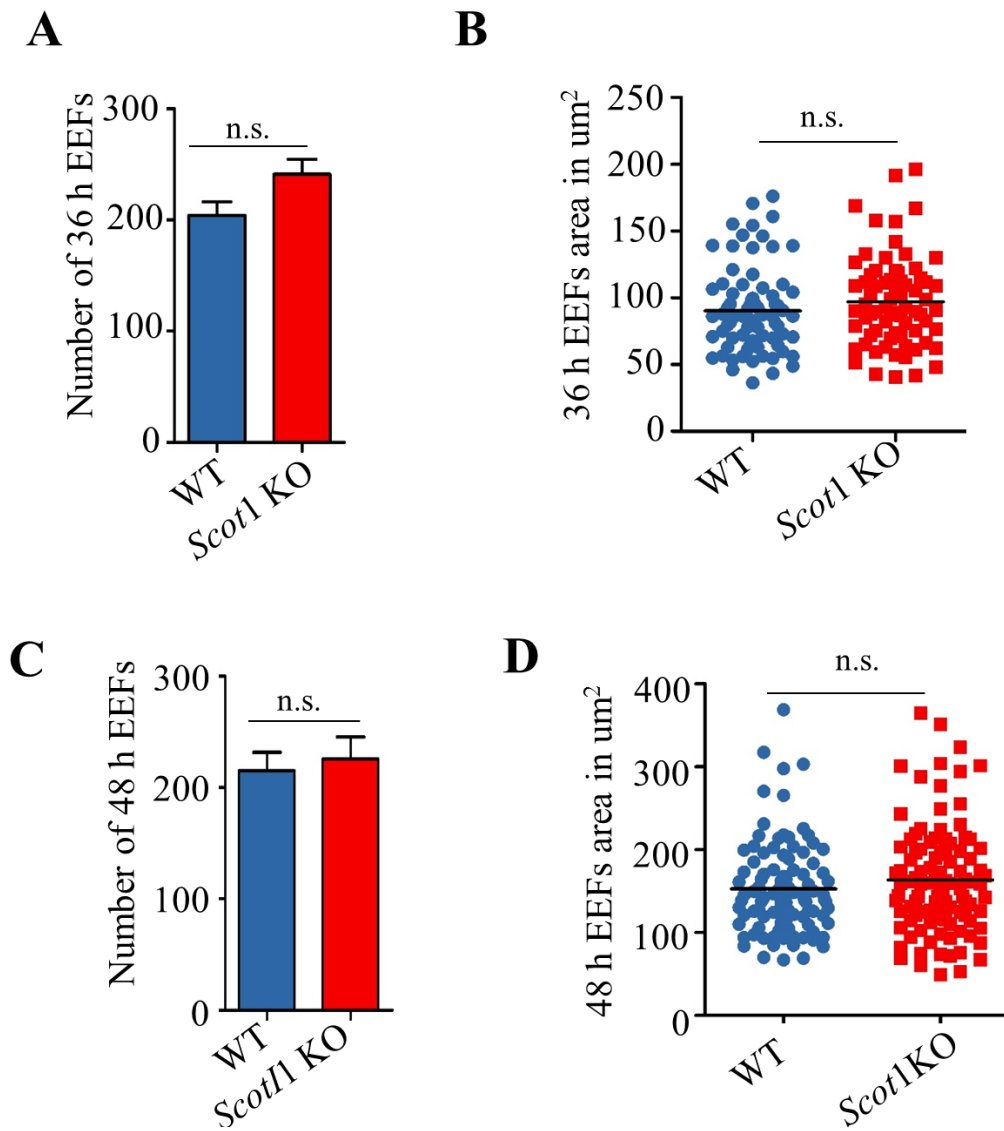 A
Number of 36 h EEFs
300
200
100
0
n.s.
WT
Scot1 KO
B
36 h EEFs area in um²
250
200
150
100
50
0
n.s.
WT
Scot1 KO
C
Number of 48 h EEFs
300
200
100
0
n.s.
WT
ScotI1 KO
D
48 h EEFs area in um²
400
300
200
100
0
n.s.
WT
Scot1KO